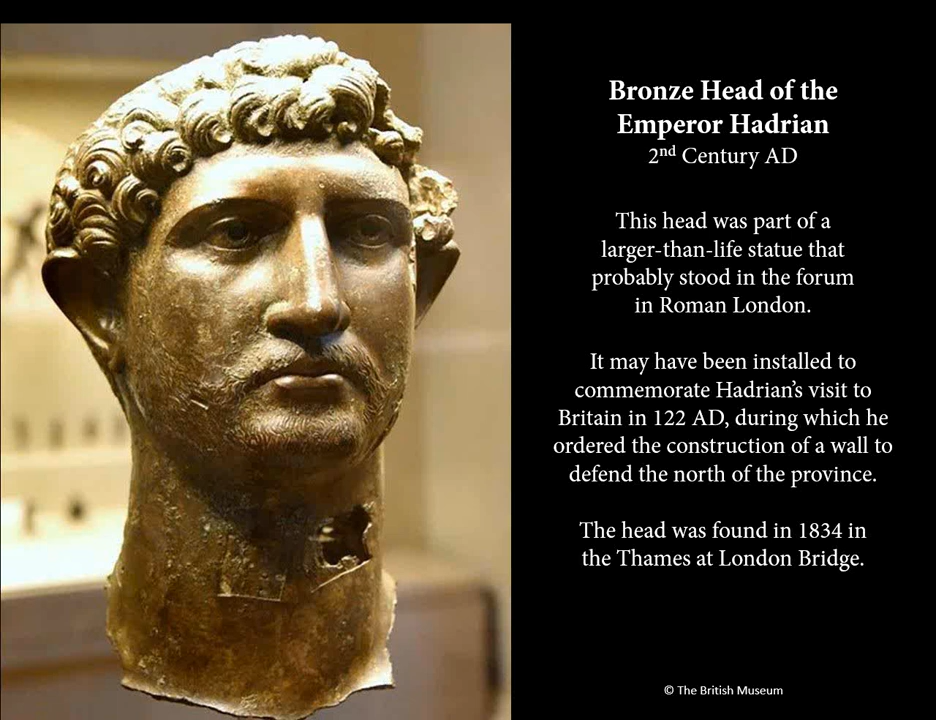 Bronze Head of the
Emperor Hadrian
2nd Century AD
This head was part of a
larger-than-life statue that
probably stood in the forum
in Roman London.
It may have been installed to
commemorate Hadrian’s visit to
Britain in 122 AD, during which he
ordered the construction of a wall to
defend the north of the province.
The head was found in 1834 in
the Thames at London Bridge.
© The British Museum